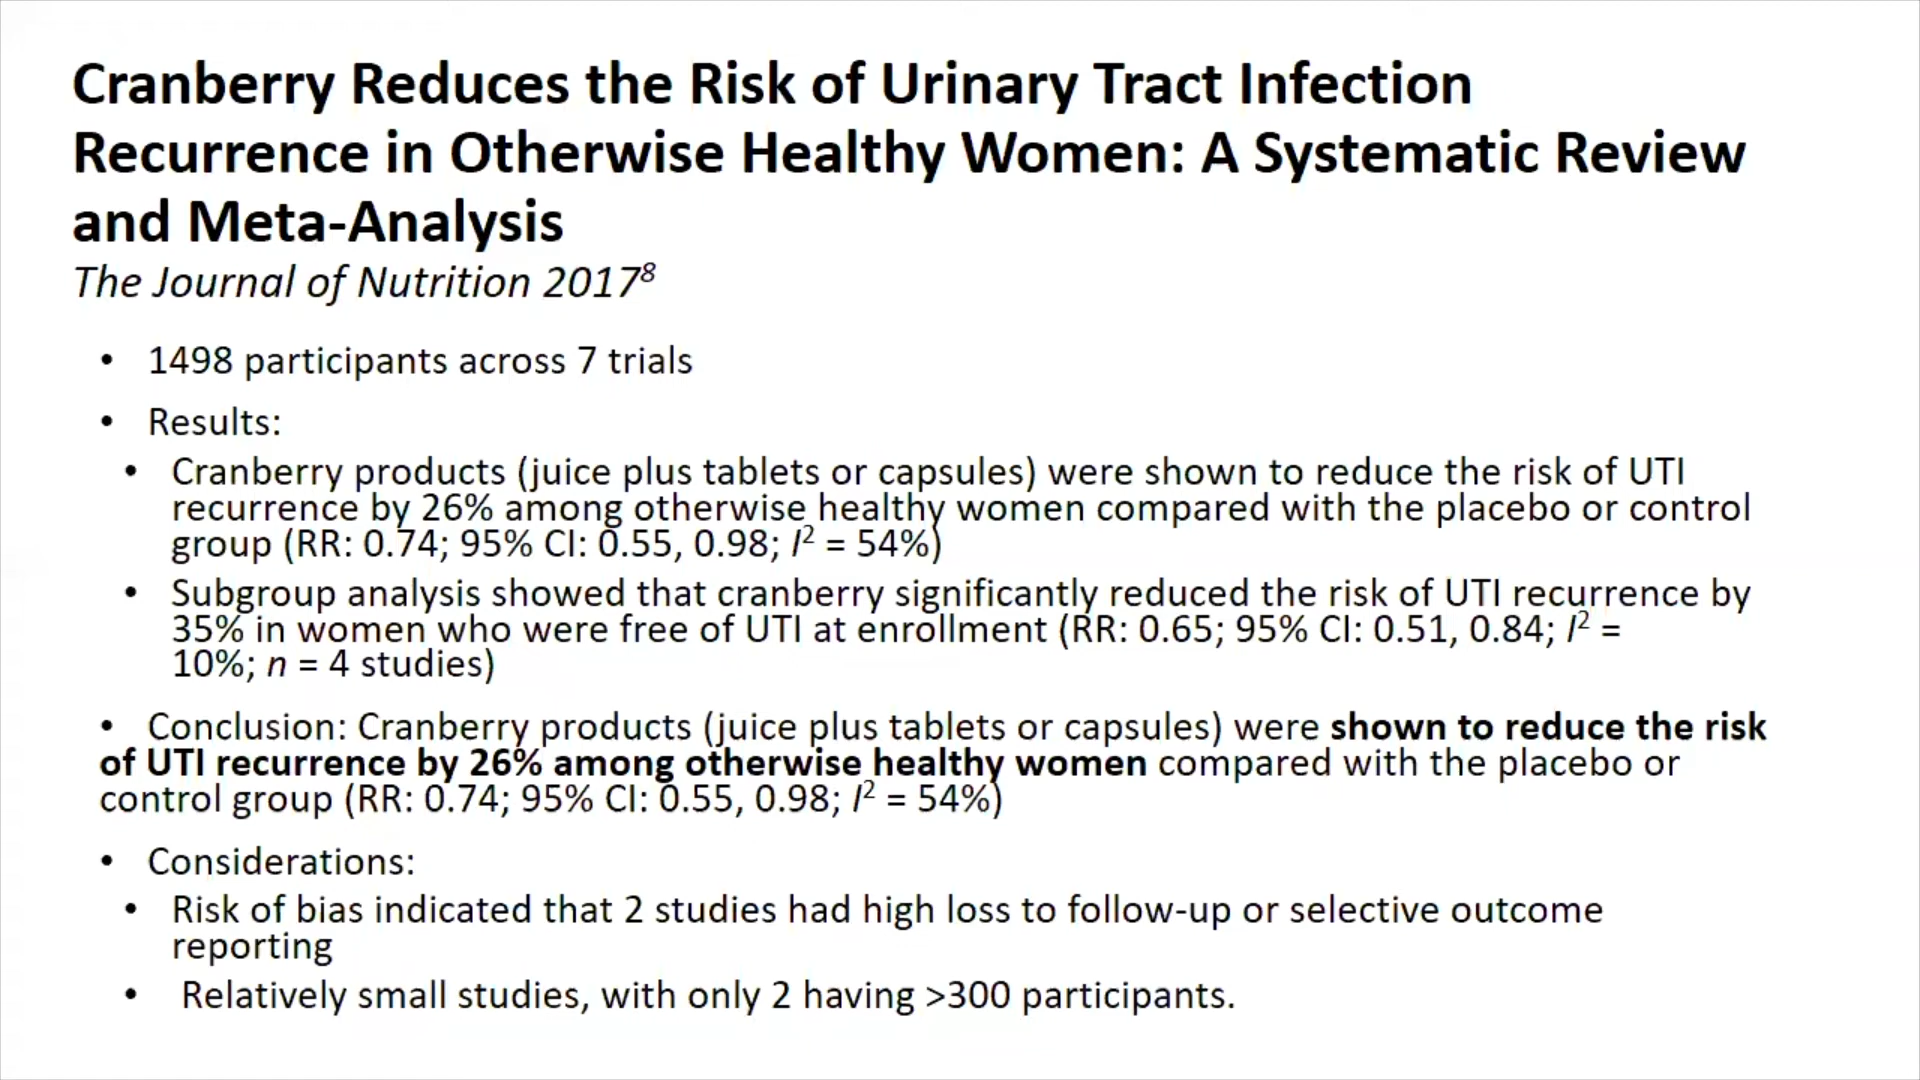 Cranberry Reduces the Risk of Urinary Tract Infection
Recurrence in Otherwise Healthy Women: A Systematic Review
and Meta-Analysis
The Journal of Nutrition 2017⁸
• 1498 participants across 7 trials
• Results:
• Cranberry products (juice plus tablets or capsules) were shown to reduce the risk of UTI
recurrence by 26% among otherwise healthy women compared with the placebo or control
group (RR: 0.74; 95% CI: 0.55, 0.98; I² = 54%)
• Subgroup analysis showed that cranberry significantly reduced the risk of UTI recurrence by
35% in women who were free of UTI at enrollment (RR: 0.65; 95% CI: 0.51, 0.84; I² =
10%; n = 4 studies)
• Conclusion: Cranberry products (juice plus tablets or capsules) were shown to reduce the risk
of UTI recurrence by 26% among otherwise healthy women compared with the placebo or
control group (RR: 0.74; 95% CI: 0.55, 0.98; I² = 54%)
• Considerations:
• Risk of bias indicated that 2 studies had high loss to follow-up or selective outcome
reporting
• Relatively small studies, with only 2 having >300 participants.